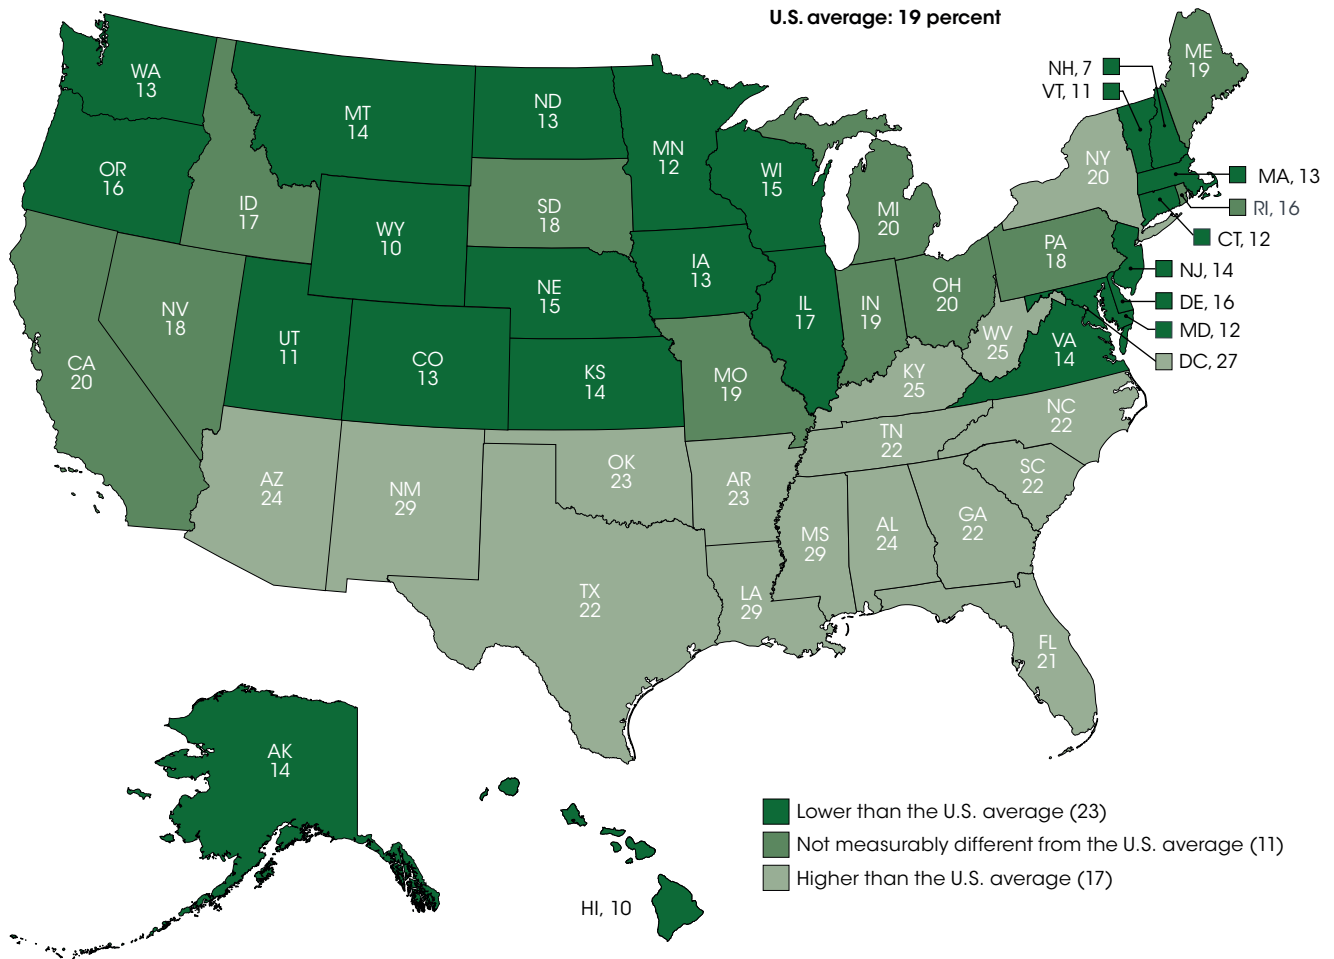 U.S. average: 19 percent
WA
13
OR
16
CA
20
ID
17
NV
18
MT
14
WY
10
UT
11
CO
13
AZ
24
NM
29
ND
13
SD
18
NE
15
KS
14
OK
23
TX
22
MN
12
IA
13
MO
19
AR
23
LA
29
WI
15
IL
17
MI
20
IN
19
OH
20
KY
25
TN
22
MS
29
AL
24
GA
22
FL
21
SC
22
NC
22
VA
14
WV
25
PA
18
NY
20
ME
19
NH, 7
VT, 11
MA, 13
RI, 16
CT, 12
NJ, 14
DE, 16
MD, 12
DC, 27
AK
14
HI, 10
Lower than the U.S. average (23)
Not measurably different from the U.S. average (11)
Higher than the U.S. average (17)